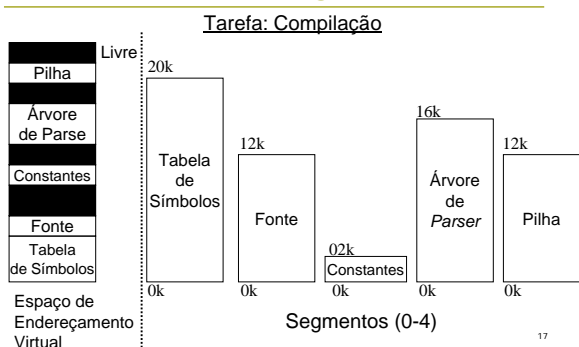 Tarefa: Compilação
Livre
Pilha
Árvore
de Parse
Constantes
Fonte
Tabela
de Símbolos
Espaço de
Endereçamento
Virtual
20k
Tabela
de
Símbolos
0k
12k
Fonte
0k
02k
Constantes
0k
16k
Árvore
de
Parser
0k
12k
Pilha
0k
Segmentos (0-4)
17